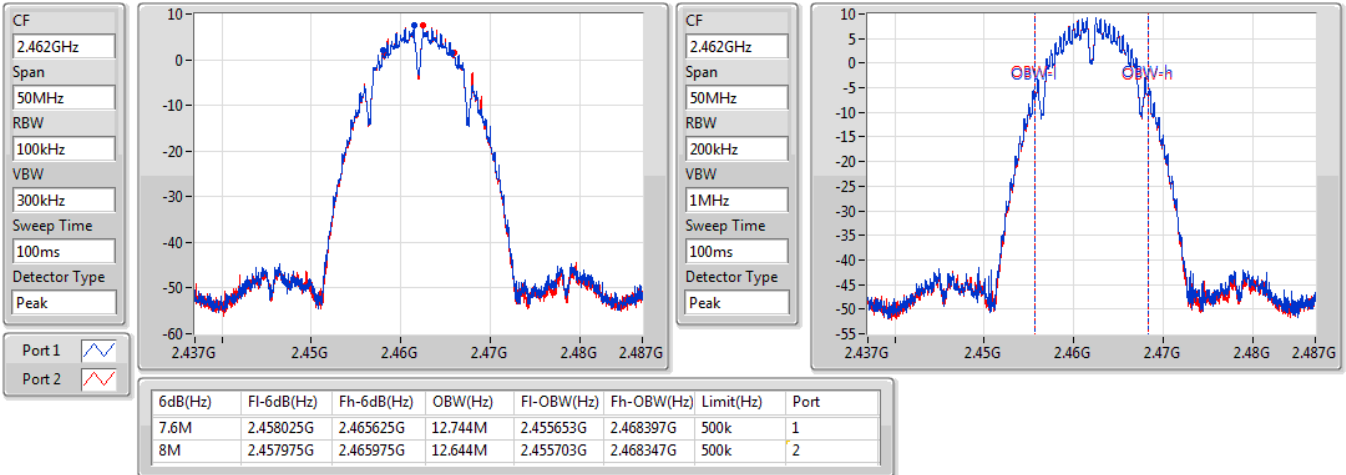 CF
2.462GHz
Span
50MHz
RBW
100kHz
VBW
300kHz
Sweep Time
100ms
Detector Type
Peak
Port 1
Port 2
10
0
-10
-20
-30
-40
-50
-60
2.437G 2.45G 2.46G 2.47G 2.48G 2.487G
CF
2.462GHz
Span
50MHz
RBW
200kHz
VBW
1MHz
Sweep Time
100ms
Detector Type
Peak
10
5
0
-5
-10
-15
-20
-25
-30
-35
-40
-45
-50
-55
OBW-l OBW-h
2.437G 2.45G 2.46G 2.47G 2.48G 2.487G
6dB(Hz) Fl-6dB(Hz) Fh-6dB(Hz) OBW(Hz) Fl-OBW(Hz) Fh-OBW(Hz) Limit(Hz) Port
7.6M 2.458025G 2.465625G 12.744M 2.455653G 2.468397G 500k 1
8M 2.457975G 2.465975G 12.644M 2.455703G 2.468347G 500k 2